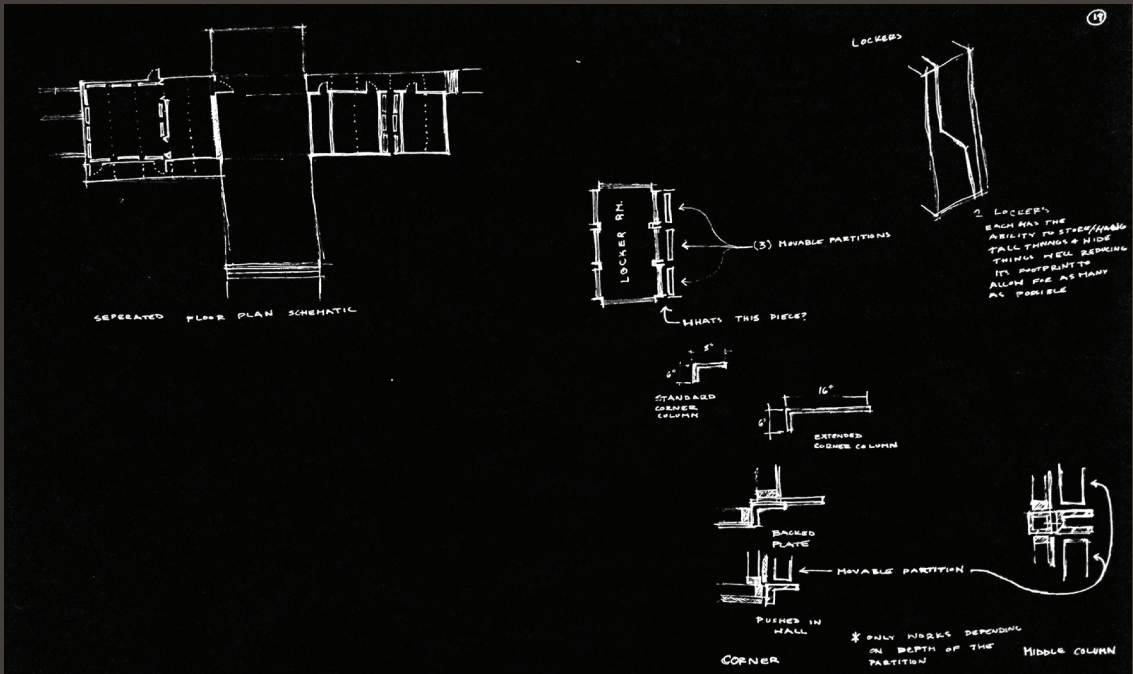 19
LOCKERS
2 LOCKERS
EACH HAS THE
ABILITY TO STORE/HANG
TALL THINGS & WIDE
THINGS WELL REDUCING
ITS FOOTPRINT TO
ALLOW FOR AS MANY
AS POSIBLE
SEPERATED FLOOR PLAN SCHEMATIC
LOCKER RM.
(3) MOVABLE PARTITIONS
WHATS THIS PIECE?
8"
6"
STANDARD
CORNER
COLUMN
16"
6"
EXTENDED
CORNER COLUMN
BACKED
PLATE
MOVABLE PARTITION
PUSHED IN
WALL
CORNER
* ONLY WORKS DEPENDING
ON DEPTH OF THE
PARTITION
MIDDLE COLUMN